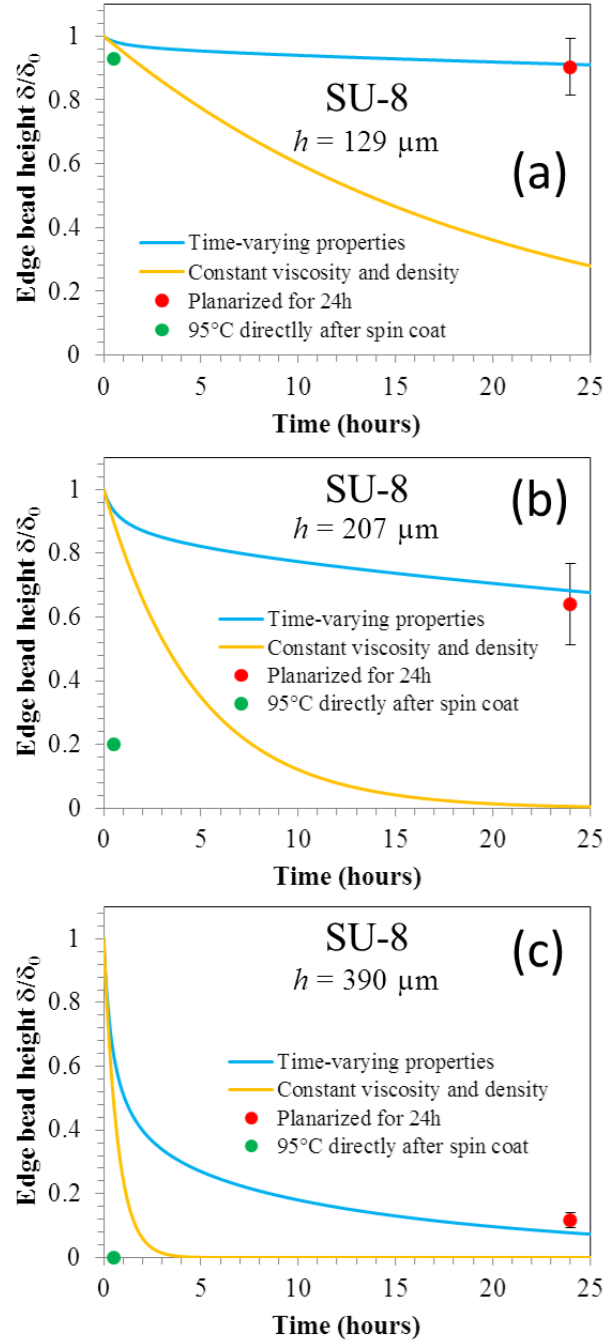 1
0.8
0.6
0.4
0.2
0
Edge bead height δ/δ0
SU-8
h = 129 µm
(a)
Time-varying properties
Constant viscosity and density
Planarized for 24h
95°C directlly after spin coat
0 5 10 15 20 25
Time (hours)
1
0.8
0.6
0.4
0.2
0
Edge bead height δ/δ0
SU-8
h = 207 µm
(b)
Time-varying properties
Constant viscosity and density
Planarized for 24h
95°C directly after spin coat
0 5 10 15 20 25
Time (hours)
1
0.8
0.6
0.4
0.2
0
Edge bead height δ/δ0
SU-8
h = 390 µm
(c)
Time-varying properties
Constant viscosity and density
Planarized for 24h
95°C directly after spin coat
0 5 10 15 20 25
Time (hours)